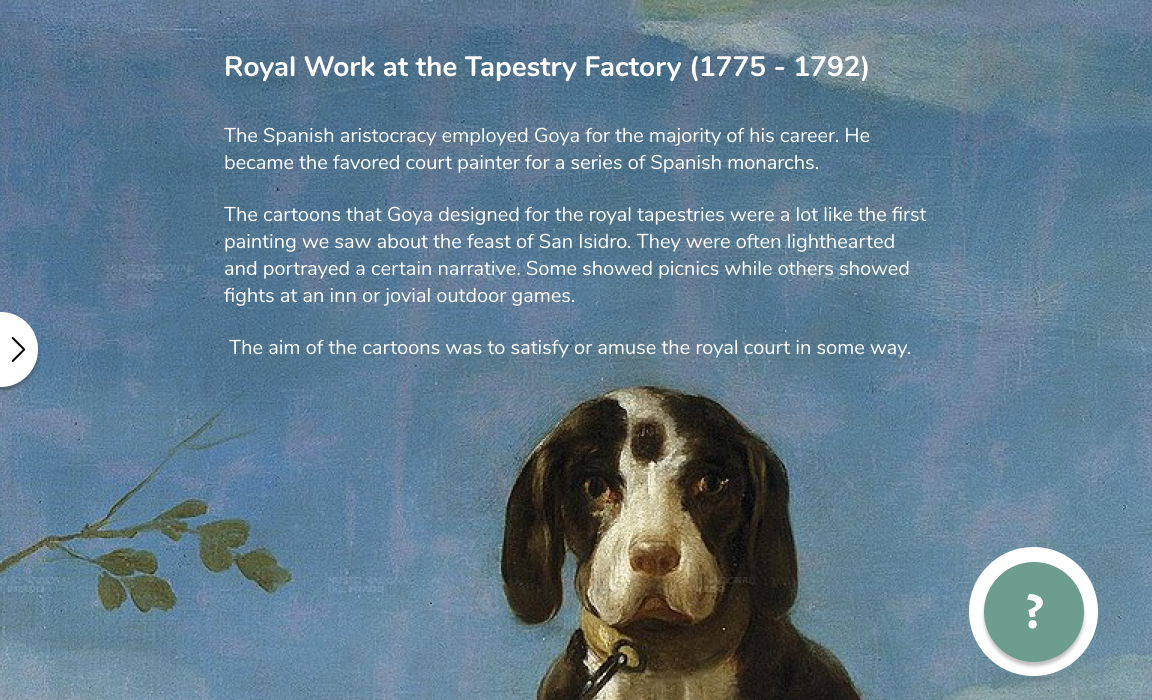 Royal Work at the Tapestry Factory (1775 - 1792)
The Spanish aristocracy employed Goya for the majority of his career. He
became the favored court painter for a series of Spanish monarchs.
The cartoons that Goya designed for the royal tapestries were a lot like the first
painting we saw about the feast of San Isidro. They were often lighthearted
and portrayed a certain narrative. Some showed picnics while others showed
fights at an inn or jovial outdoor games.
The aim of the cartoons was to satisfy or amuse the royal court in some way.
?